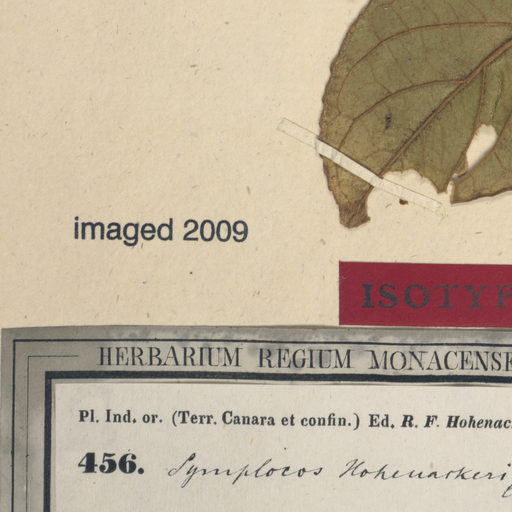 imaged 2009
ISOTYP
HERBARIUM REGIUM MONACENSE
Pl. Ind. or. (Terr. Canara et confin.) Ed. R. F. Hohenac
456. Symplocos Hohenackeri